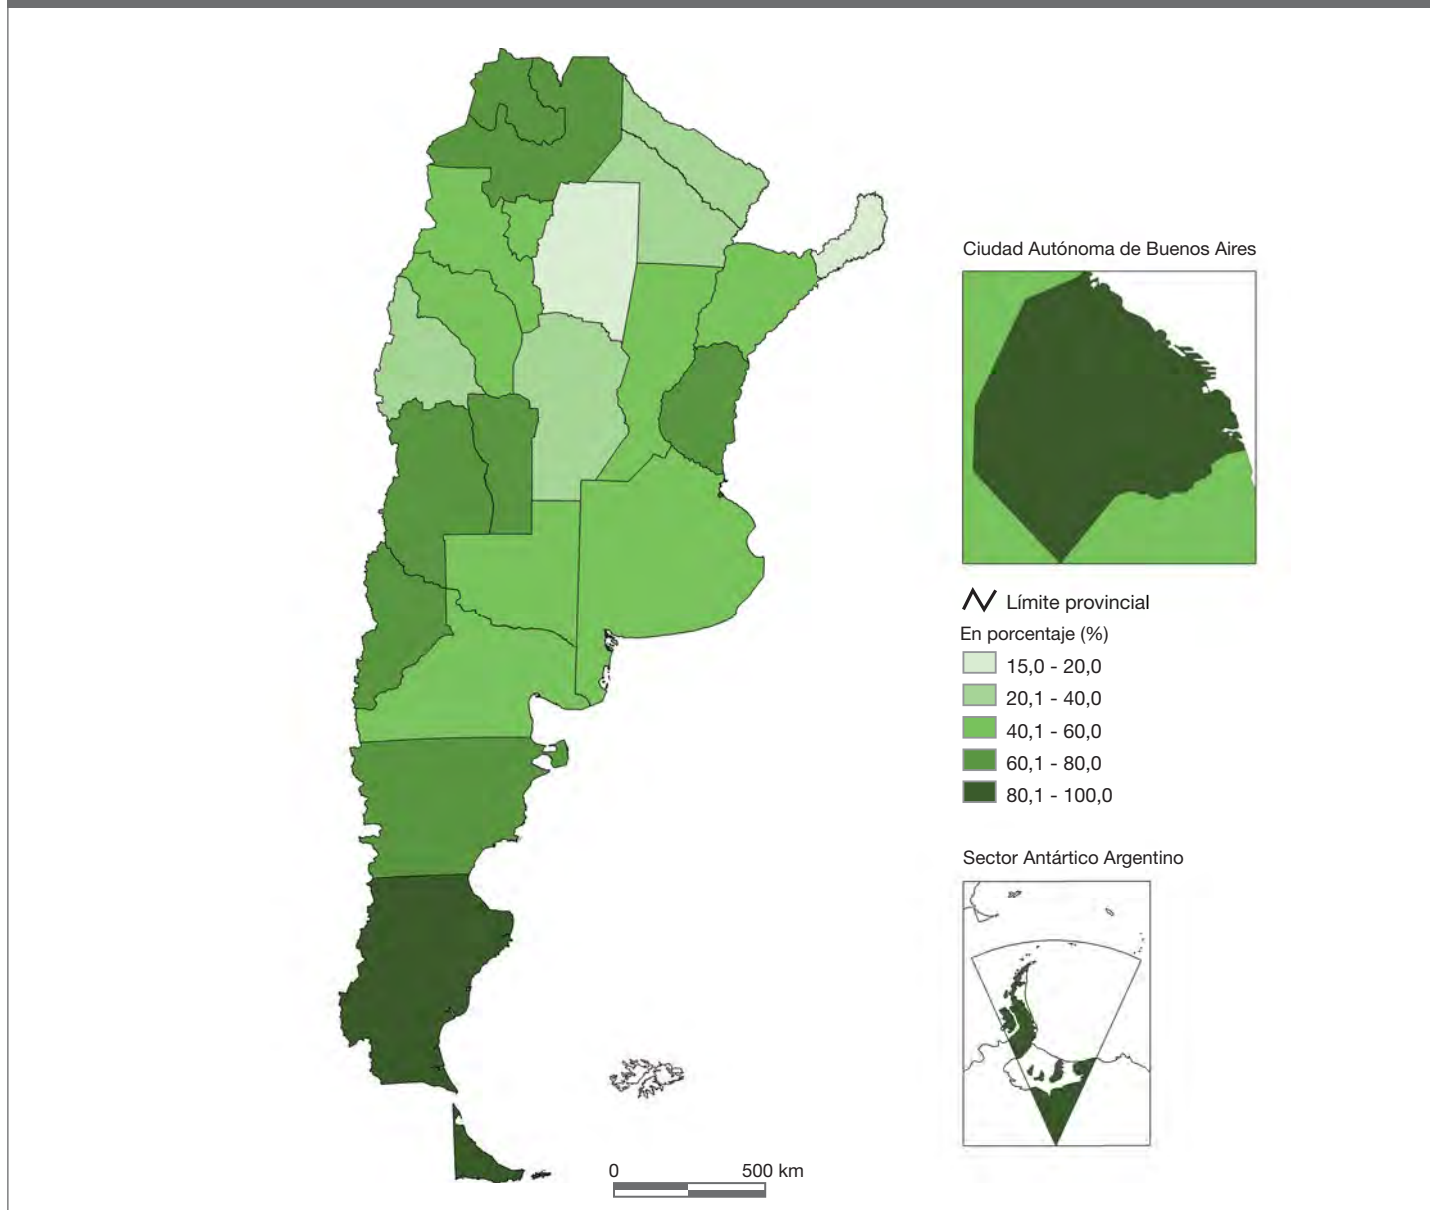 Ciudad Autónoma de Buenos Aires
Límite provincial
En porcentaje (%)
15,0 - 20,0
20,1 - 40,0
40,1 - 60,0
60,1 - 80,0
80,1 - 100,0
Sector Antártico Argentino
0 500 km